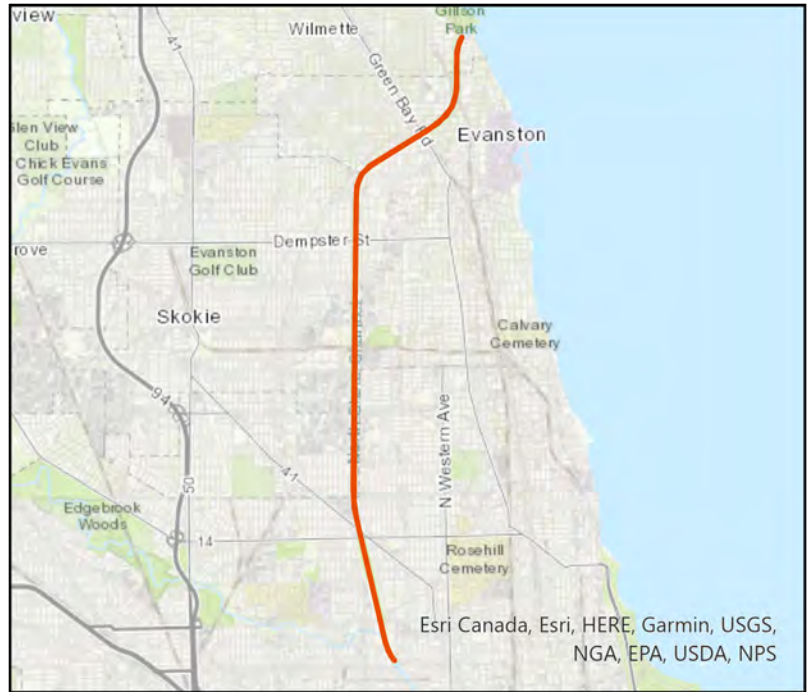 view
41
Wilmette
Gillson
Park
Green Bay Rd
Evanston
Glen View
Club
Chick Evans
Golf Course
rove
Dempster St
Evanston
Golf Club
Skokie
Calvary
Cemetery
94
N Western Ave
41
50
Edgebrook
Woods
14
Rosehill
Cemetery
Esri Canada, Esri, HERE, Garmin, USGS,
NGA, EPA, USDA, NPS